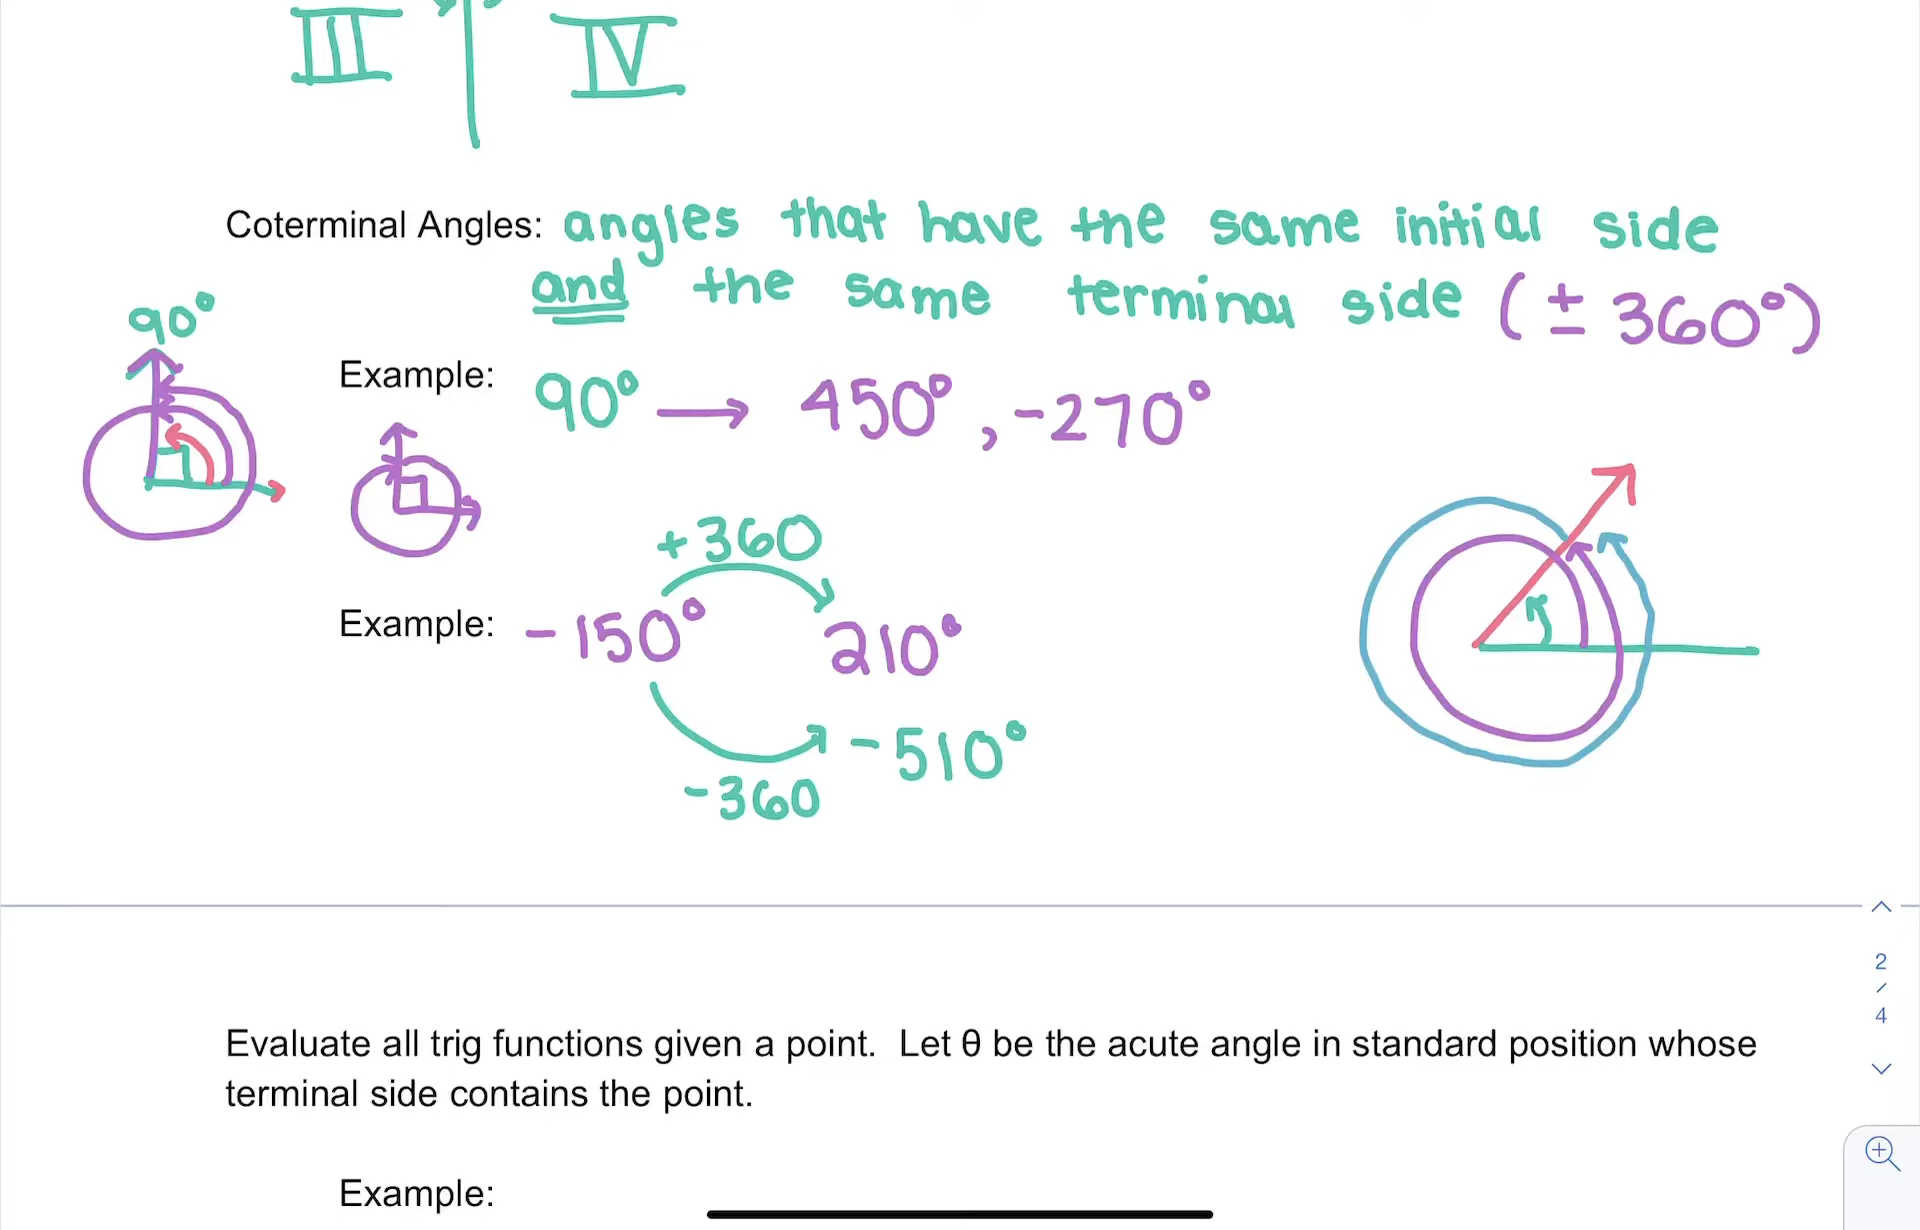 III IV
Coterminal Angles: angles that have the same initial side
and the same terminal side (± 360°)
90°
Example: 90° → 450°, -270°
+360
Example: -150° 210°
-510°
-360
2
/
4
Evaluate all trig functions given a point. Let θ be the acute angle in standard position whose
terminal side contains the point.
Example: